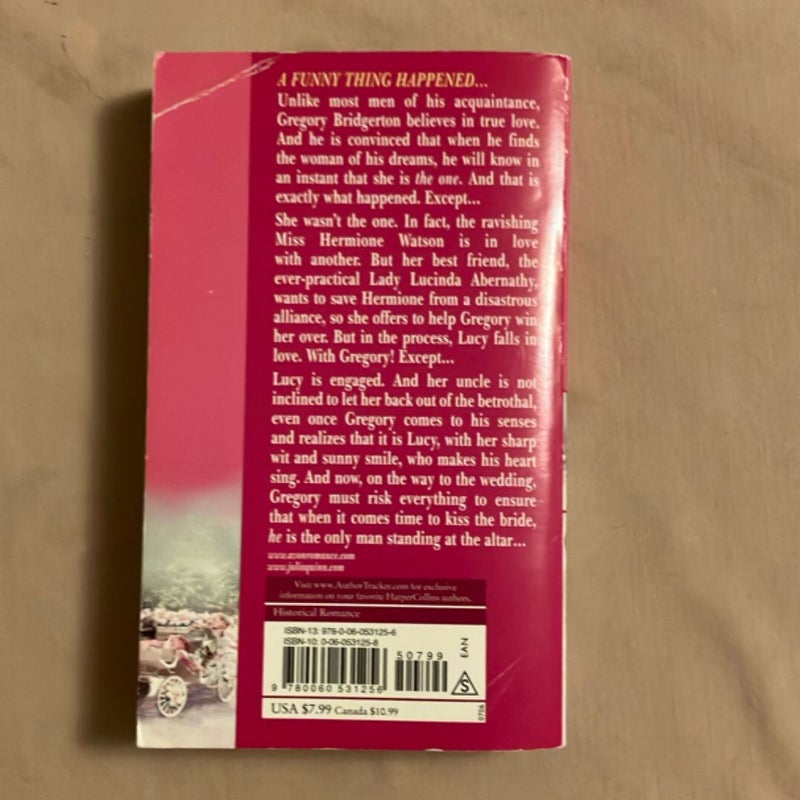 A FUNNY THING HAPPENED...
Unlike most men of his acquaintance,
Gregory Bridgerton believes in true love.
And he is convinced that when he finds
the woman of his dreams, he will know in
an instant that she is the one. And that is
exactly what happened. Except...
She wasn't the one. In fact, the ravishing
Miss Hermione Watson is in love
with another. But her best friend, the
ever-practical Lady Lucinda Abernathy,
wants to save Hermione from a disastrous
alliance, so she offers to help Gregory win
her over. But in the process, Lucy falls in
love. With Gregory! Except...
Lucy is engaged. And her uncle is not
inclined to let her back out of the betrothal,
even once Gregory comes to his senses
and realizes that it is Lucy, with her sharp
wit and sunny smile, who makes his heart
sing. And now, on the way to the wedding,
Gregory must risk everything to ensure
that when it comes time to kiss the bride,
he is the only man standing at the altar...
www.avonromance.com
www.juliaquinn.com
Visit www.AuthorTracker.com for exclusive
information on your favorite HarperCollins authors.
Historical Romance
ISBN-13: 978-0-06-053125-6
ISBN-10: 0-06-053125-8
50799
EAN
S
9 780060 531256
USA $7.99 Canada $10.99
0706